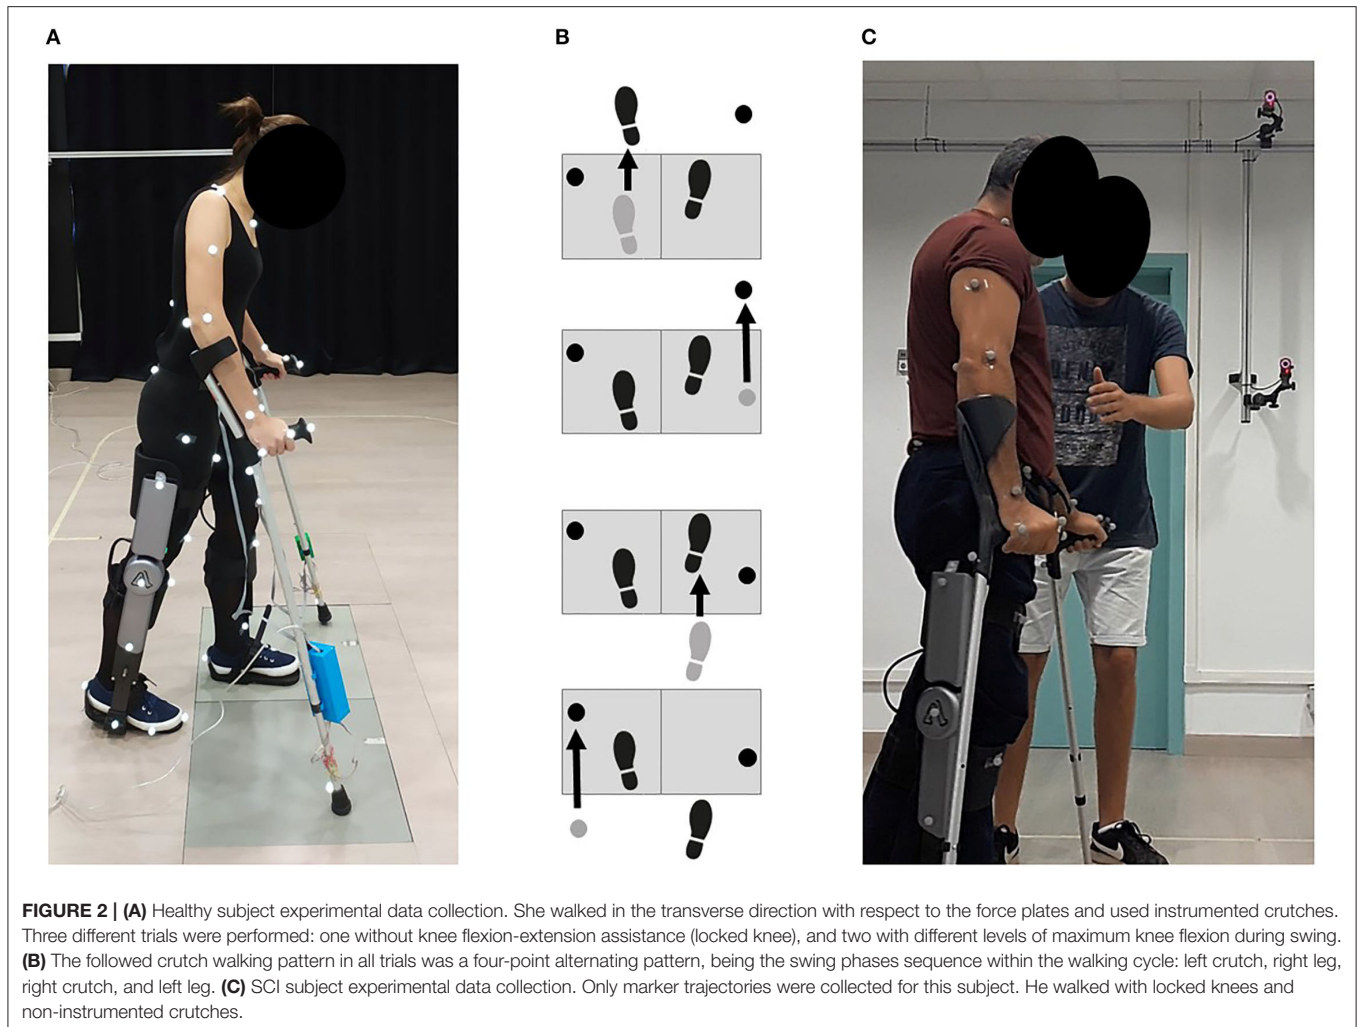 A
B
C
FIGURE 2 | (A) Healthy subject experimental data collection. She walked in the transverse direction with respect to the force plates and used instrumented crutches.
Three different trials were performed: one without knee flexion-extension assistance (locked knee), and two with different levels of maximum knee flexion during swing.
(B) The followed crutch walking pattern in all trials was a four-point alternating pattern, being the swing phases sequence within the walking cycle: left crutch, right leg,
right crutch, and left leg. (C) SCI subject experimental data collection. Only marker trajectories were collected for this subject. He walked with locked knees and
non-instrumented crutches.